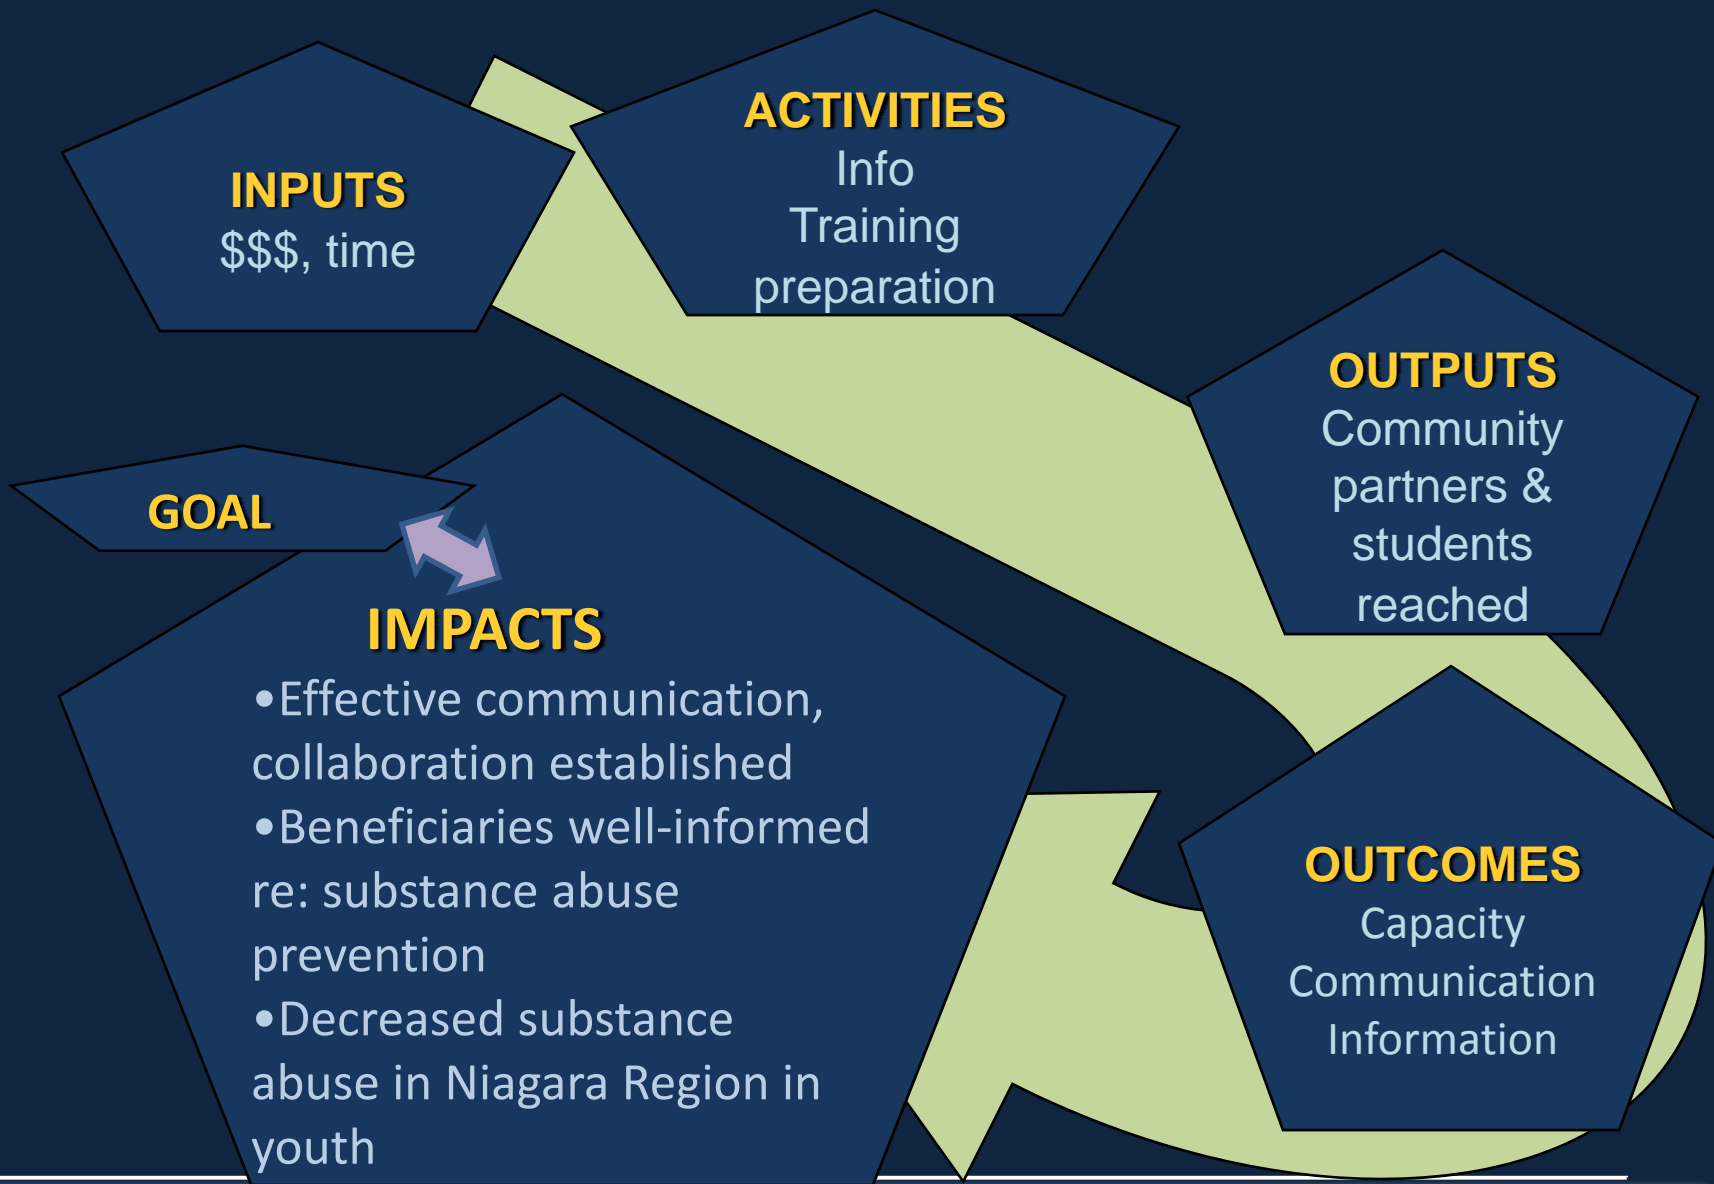 INPUTS
$$$, time
ACTIVITIES
Info
Training
preparation
OUTPUTS
Community
partners &
students
reached
OUTCOMES
Capacity
Communication
Information
GOAL
IMPACTS
•Effective communication,
collaboration established
•Beneficiaries well-informed
re: substance abuse
prevention
•Decreased substance
abuse in Niagara Region in
youth